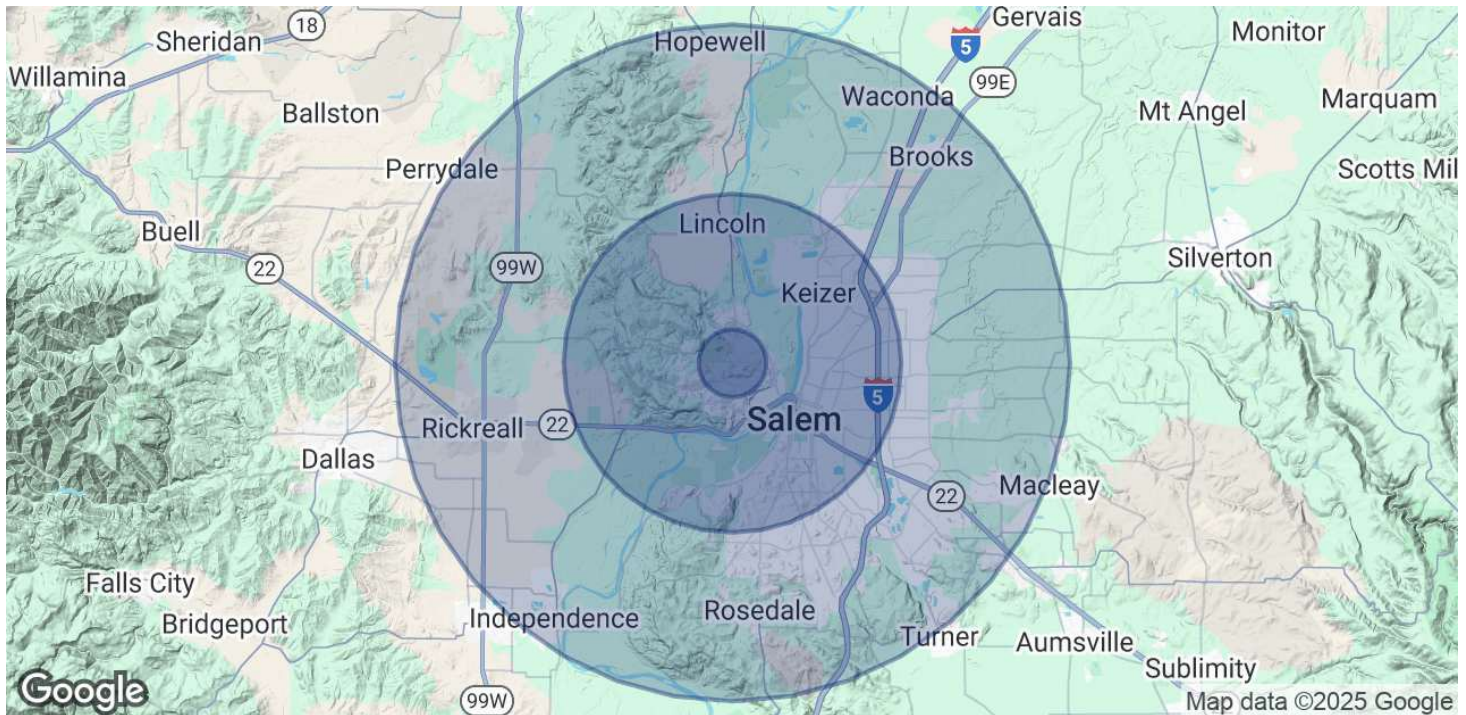 Gervais
18
Sheridan
Hopewell
5
Monitor
Willamina
99E
Waconda
Ballston
Mt Angel
Marquam
Brooks
Perrydale
Scotts Mil
Lincoln
Buell
22
99W
Silverton
Keizer
5
Salem
Rickreall
22
Dallas
Macleay
22
Falls City
Independence
Rosedale
Bridgeport
Turner
Aumsville
Sublimity
Google
99W
Map data ©2025 Google